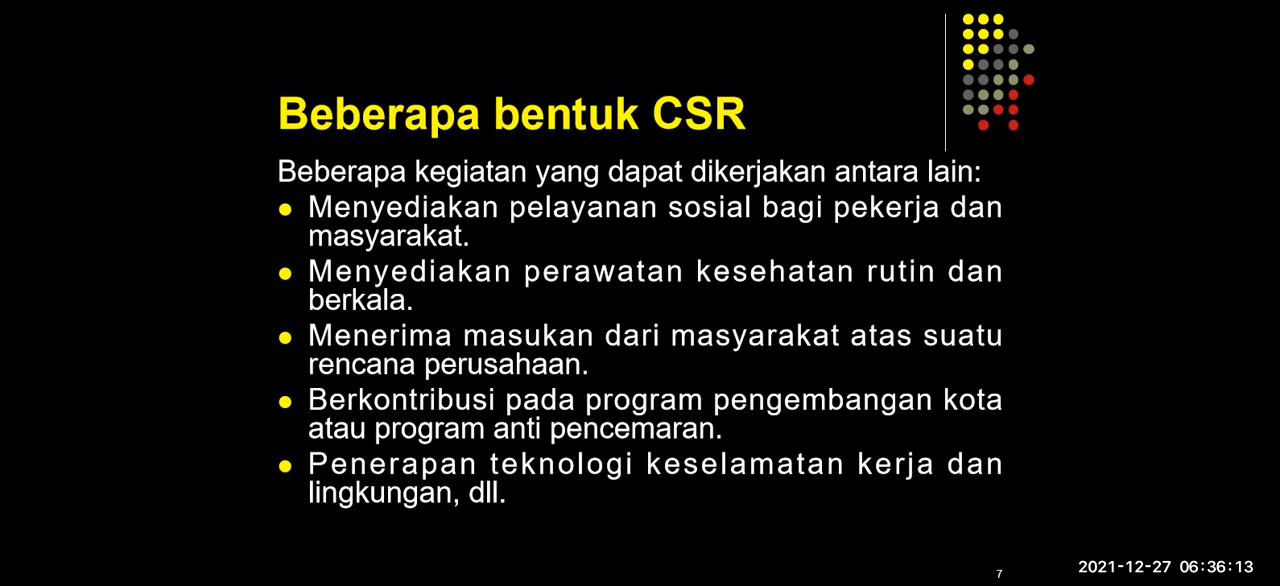 Beberapa bentuk CSR
Beberapa kegiatan yang dapat dikerjakan antara lain:
● Menyediakan pelayanan sosial bagi pekerja dan
masyarakat.
● Menyediakan perawatan kesehatan rutin dan
berkala.
● Menerima masukan dari masyarakat atas suatu
rencana perusahaan.
● Berkontribusi pada program pengembangan kota
atau program anti pencemaran.
● Penerapan teknologi keselamatan kerja dan
lingkungan, dll.
7
2021-12-27 06:36:13